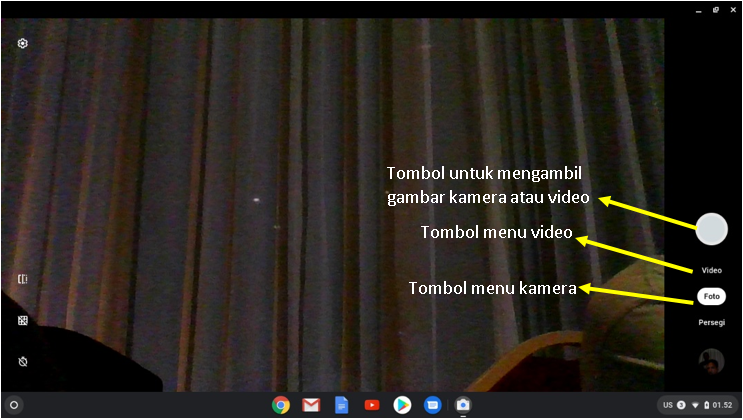 Tombol untuk mengambil
gambar kamera atau video
Tombol menu video
Video
Tombol menu kamera
Foto
Persegi
US 3 01.52